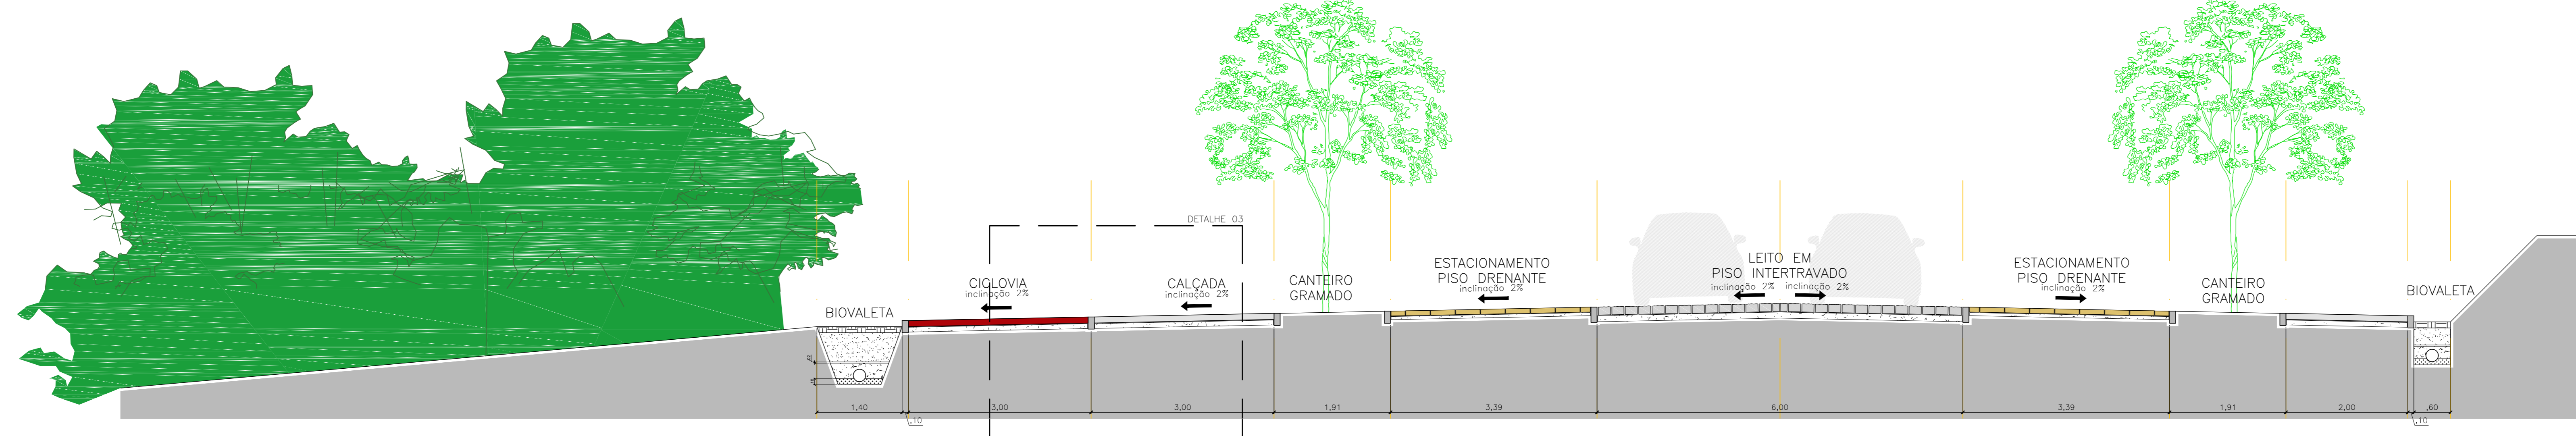 DETALHE 03
BIOVALETA
CICLOVIA
inclinação 2%
CALÇADA
inclinação 2%
CANTEIRO
GRAMADO
ESTACIONAMENTO
PISO DRENANTE
inclinação 2%
LEITO EM
PISO INTERTRAVADO
inclinação 2% inclinação 2%
ESTACIONAMENTO
PISO DRENANTE
inclinação 2%
CANTEIRO
GRAMADO
BIOVALETA
1,40
,10
3,00
3,00
1,91
3,39
6,00
3,39
1,91
2,00
,10
,60